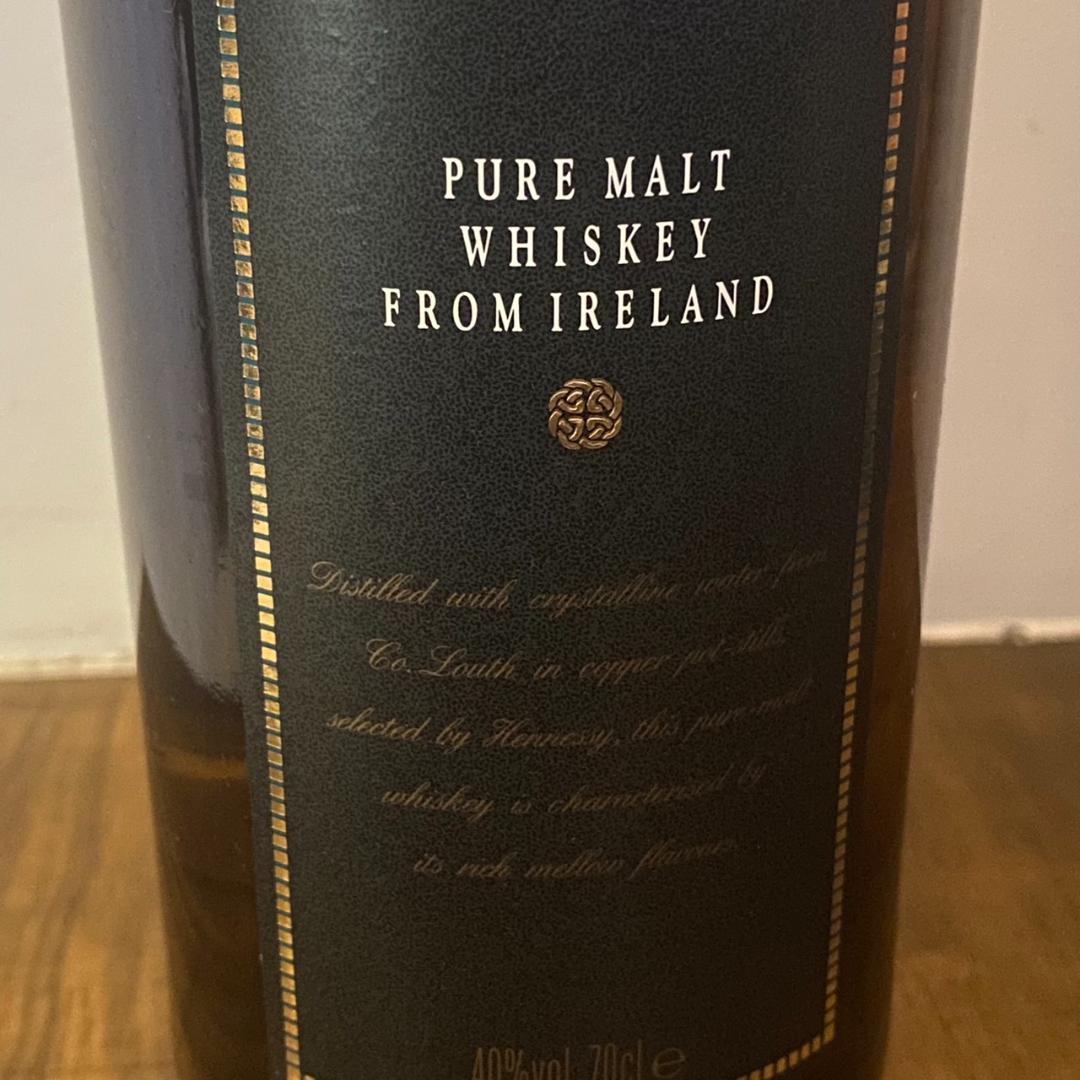 PURE MALT
WHISKEY
FROM IRELAND
Distilled with crystalline water from
Co. Louth in copper pot-stills
selected by Hennessy, this pure malt
whiskey is characterised by
its rich mellow flavour.
40%vol 70cl e